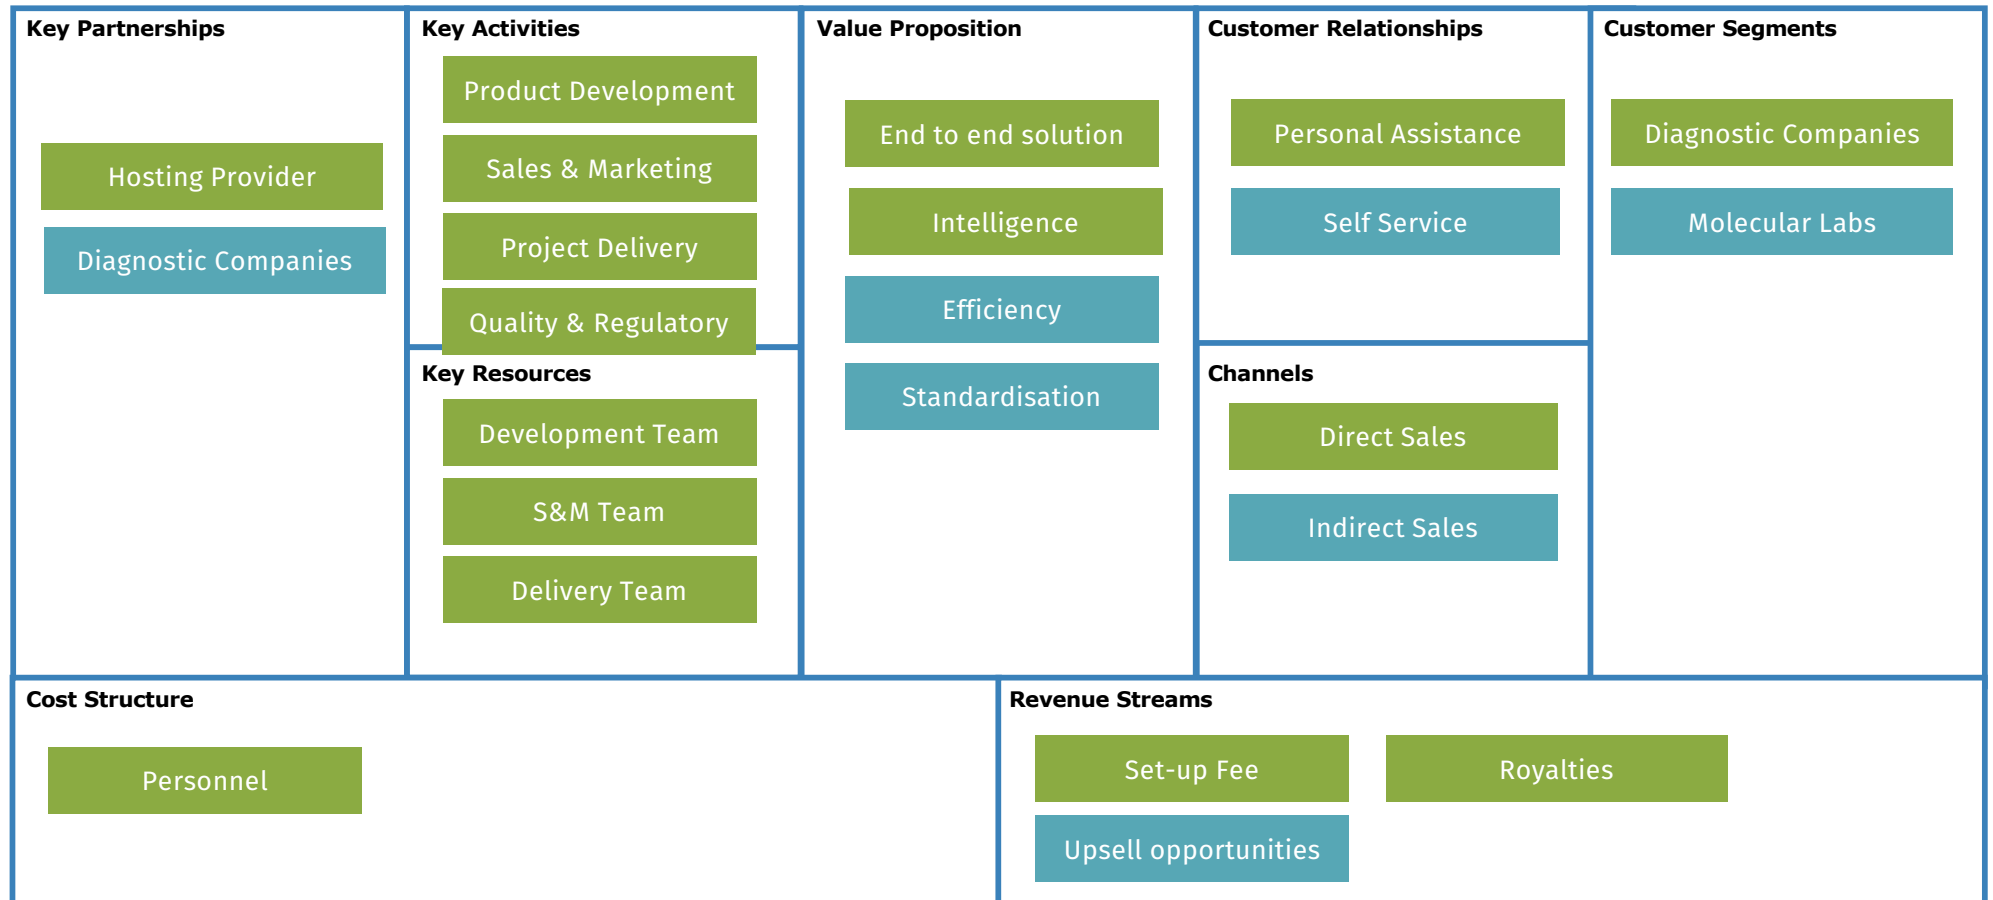 Key Partnerships
Hosting Provider
Diagnostic Companies
Key Activities
Product Development
Sales & Marketing
Project Delivery
Quality & Regulatory
Key Resources
Development Team
S&M Team
Delivery Team
Value Proposition
End to end solution
Intelligence
Efficiency
Standardisation
Customer Relationships
Personal Assistance
Self Service
Channels
Direct Sales
Indirect Sales
Customer Segments
Diagnostic Companies
Molecular Labs
Cost Structure
Personnel
Revenue Streams
Set-up Fee
Royalties
Upsell opportunities